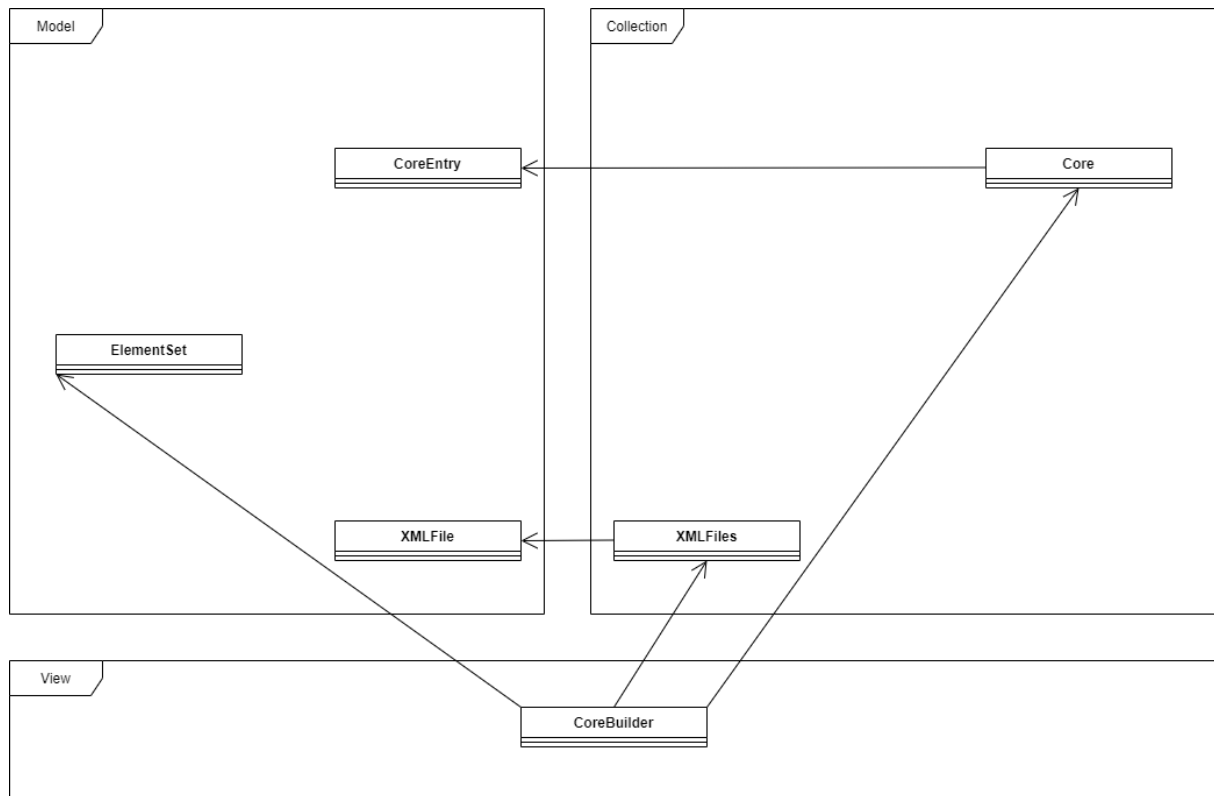 Model
Collection
CoreEntry
Core
ElementSet
XMLFile
XMLFiles
View
CoreBuilder